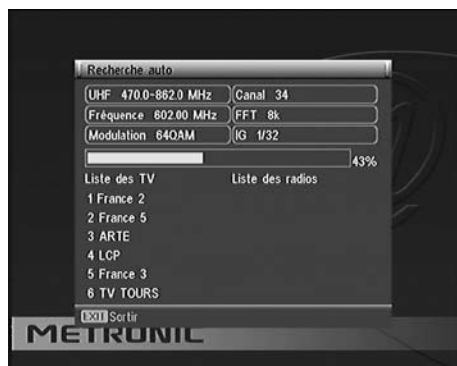 Recherche auto
UHF 470.0~862.0 MHz Canal 34
Fréquence 602.00 MHz FFT 8k
Modulation 64QAM IG 1/32
43%
Liste des TV Liste des radios
1 France 2
2 France 5
3 ARTE
4 LCP
5 France 3
6 TV TOURS
EXIT Sortir
METRONIC